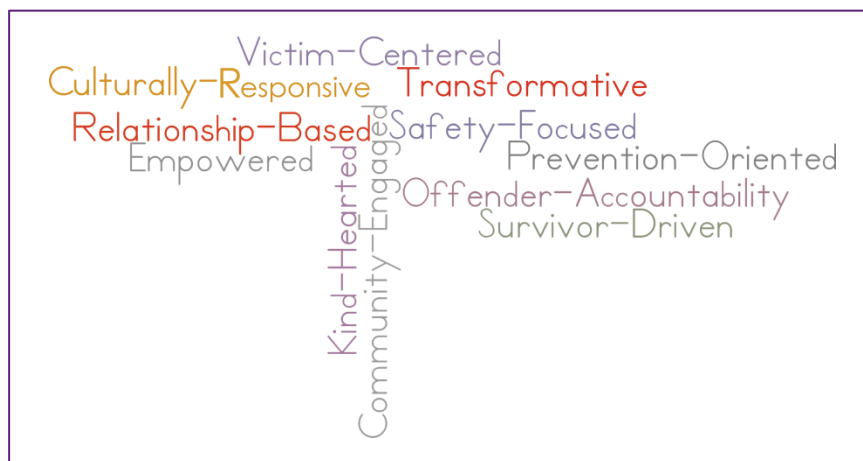 Victim-Centered
Culturally-Responsive
Transformative
Relationship-Based
Safety-Focused
Empowered
Prevention-Oriented
Offender-Accountability
Survivor-Driven
Kind-Hearted
Community-Engaged